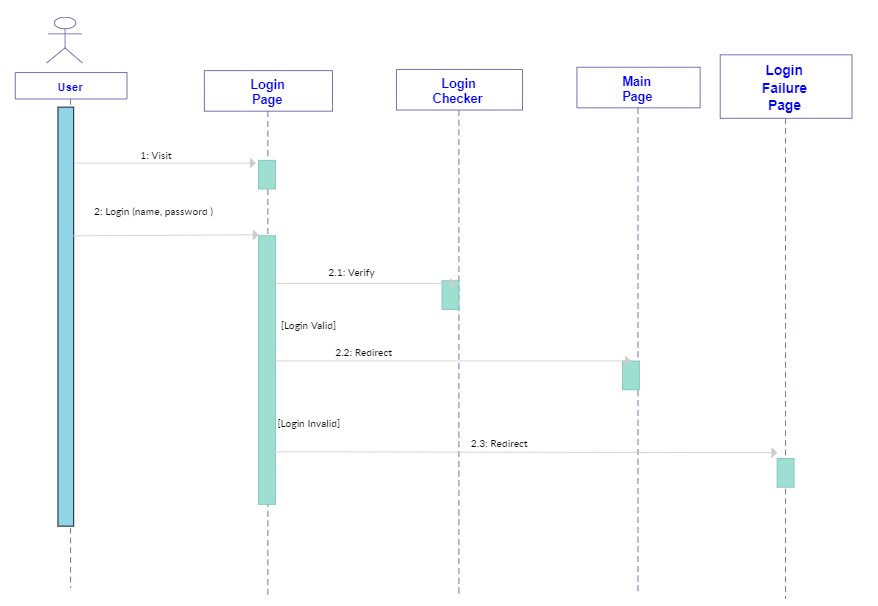 User
Login
Page
Login
Checker
Main
Page
Login
Failure
Page
1: Visit
2: Login (name, password )
2.1: Verify
[Login Valid]
2.2: Redirect
[Login Invalid]
2.3: Redirect